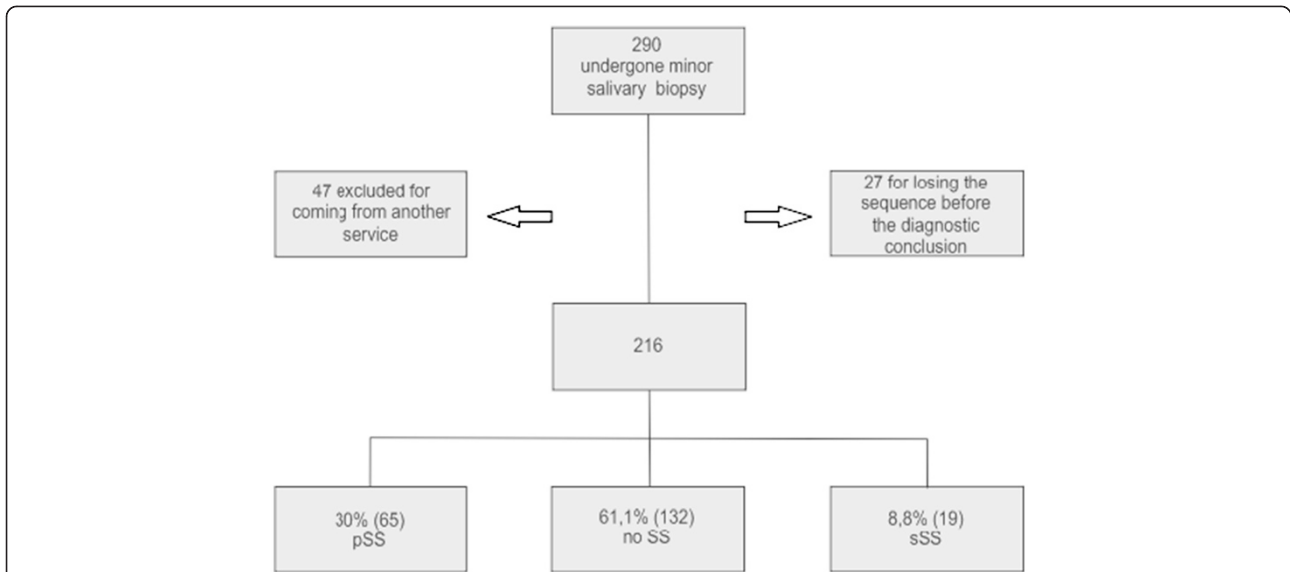 290
undergone minor
salivary biopsy
47 excluded for
coming from another
service
27 for losing the
sequence before
the diagnostic
conclusion
216
30% (65)
pSS
61,1% (132)
no SS
8,8% (19)
sSS